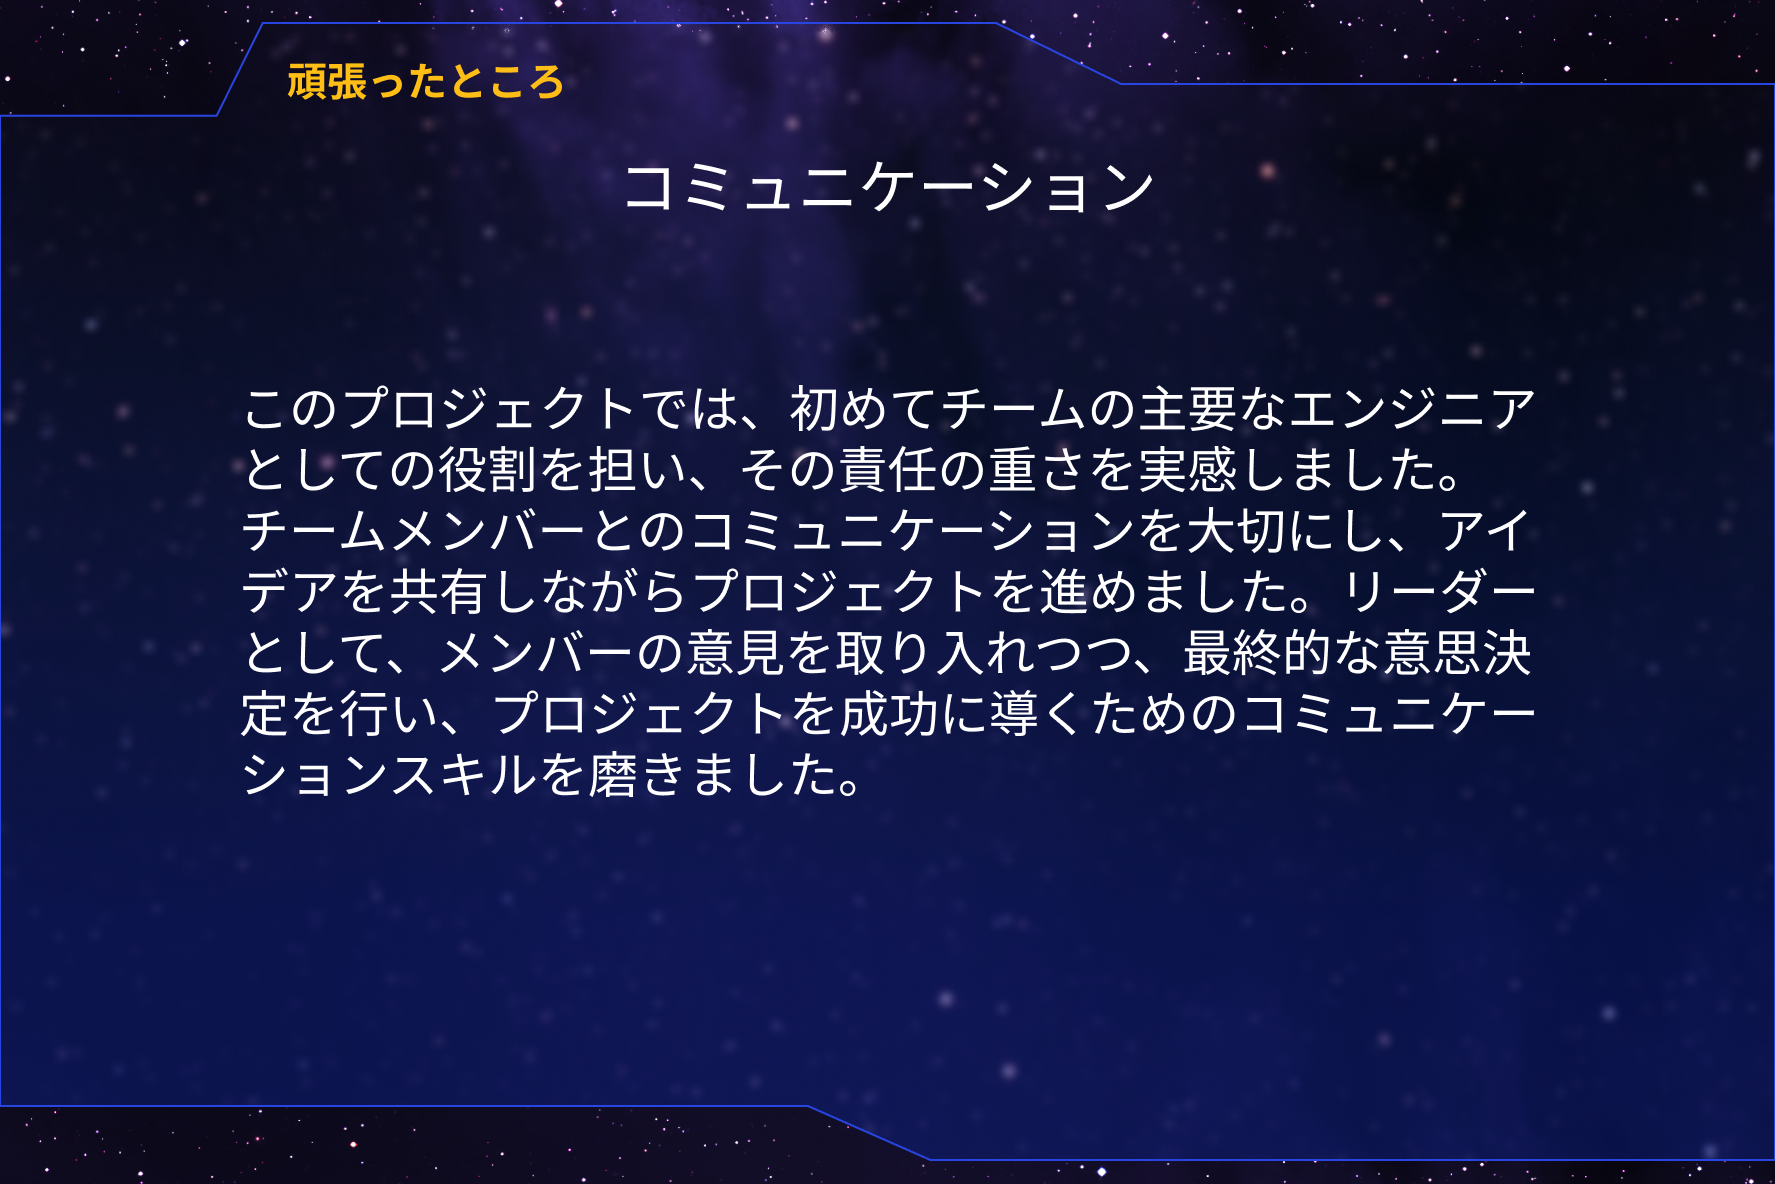 頑張ったところ
コミュニケーション
このプロジェクトでは、初めてチームの主要なエンジニア
としての役割を担い、その責任の重さを実感しました。
チームメンバーとのコミュニケーションを大切にし、アイ
デアを共有しながらプロジェクトを進めました。リーダー
として、メンバーの意見を取り入れつつ、最終的な意思決
定を行い、プロジェクトを成功に導くためのコミュニケー
ションスキルを磨きました。